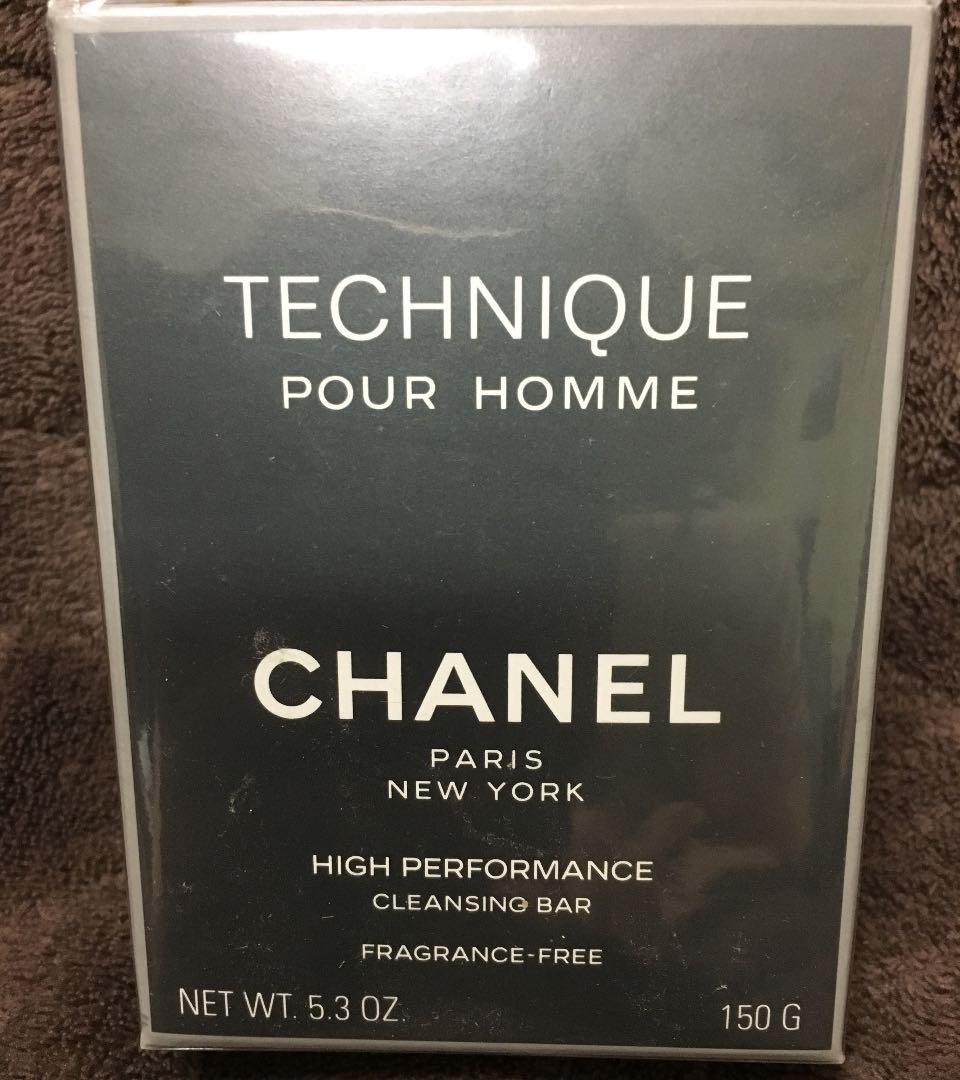 TECHNIQUE
POUR HOMME
CHANEL
PARIS
NEW YORK
HIGH PERFORMANCE
CLEANSING BAR
FRAGRANCE-FREE
NET WT. 5.3 OZ. 150 G